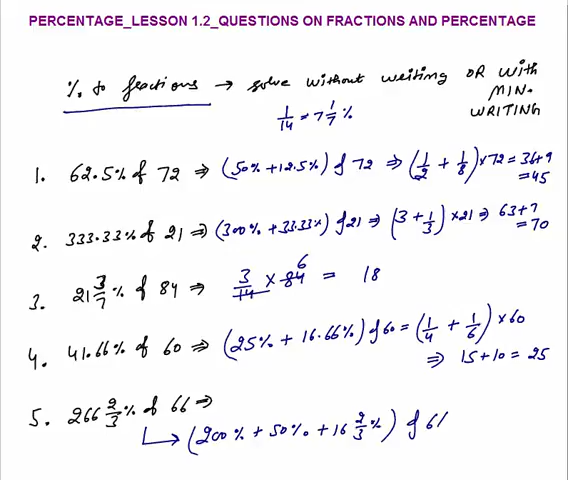 PERCENTAGE_LESSON 1.2_QUESTIONS ON FRACTIONS AND PERCENTAGE
% to fractions → solve without writing OR with MIN. WRITING
1/14 = 7 1/7 %
1. 62.5% of 72 ⇒ (50% + 12.5%) of 72 ⇒ (1/2 + 1/8) × 72 = 36+9
= 45
2. 333.33% of 21 ⇒ (300% + 33.33%) of 21 ⇒ (3 + 1/3) × 21 ⇒ 63+7
= 70
3. 21 3/7 % of 84 ⇒ 3/14 × 84 6 = 18
4. 41.66% of 60 ⇒ (25% + 16.66%) of 60 = (1/4 + 1/6) × 60
⇒ 15 + 10 = 25
5. 266 2/3 % of 66 ⇒
↳ (200% + 50% + 16 2/3 %) of 6